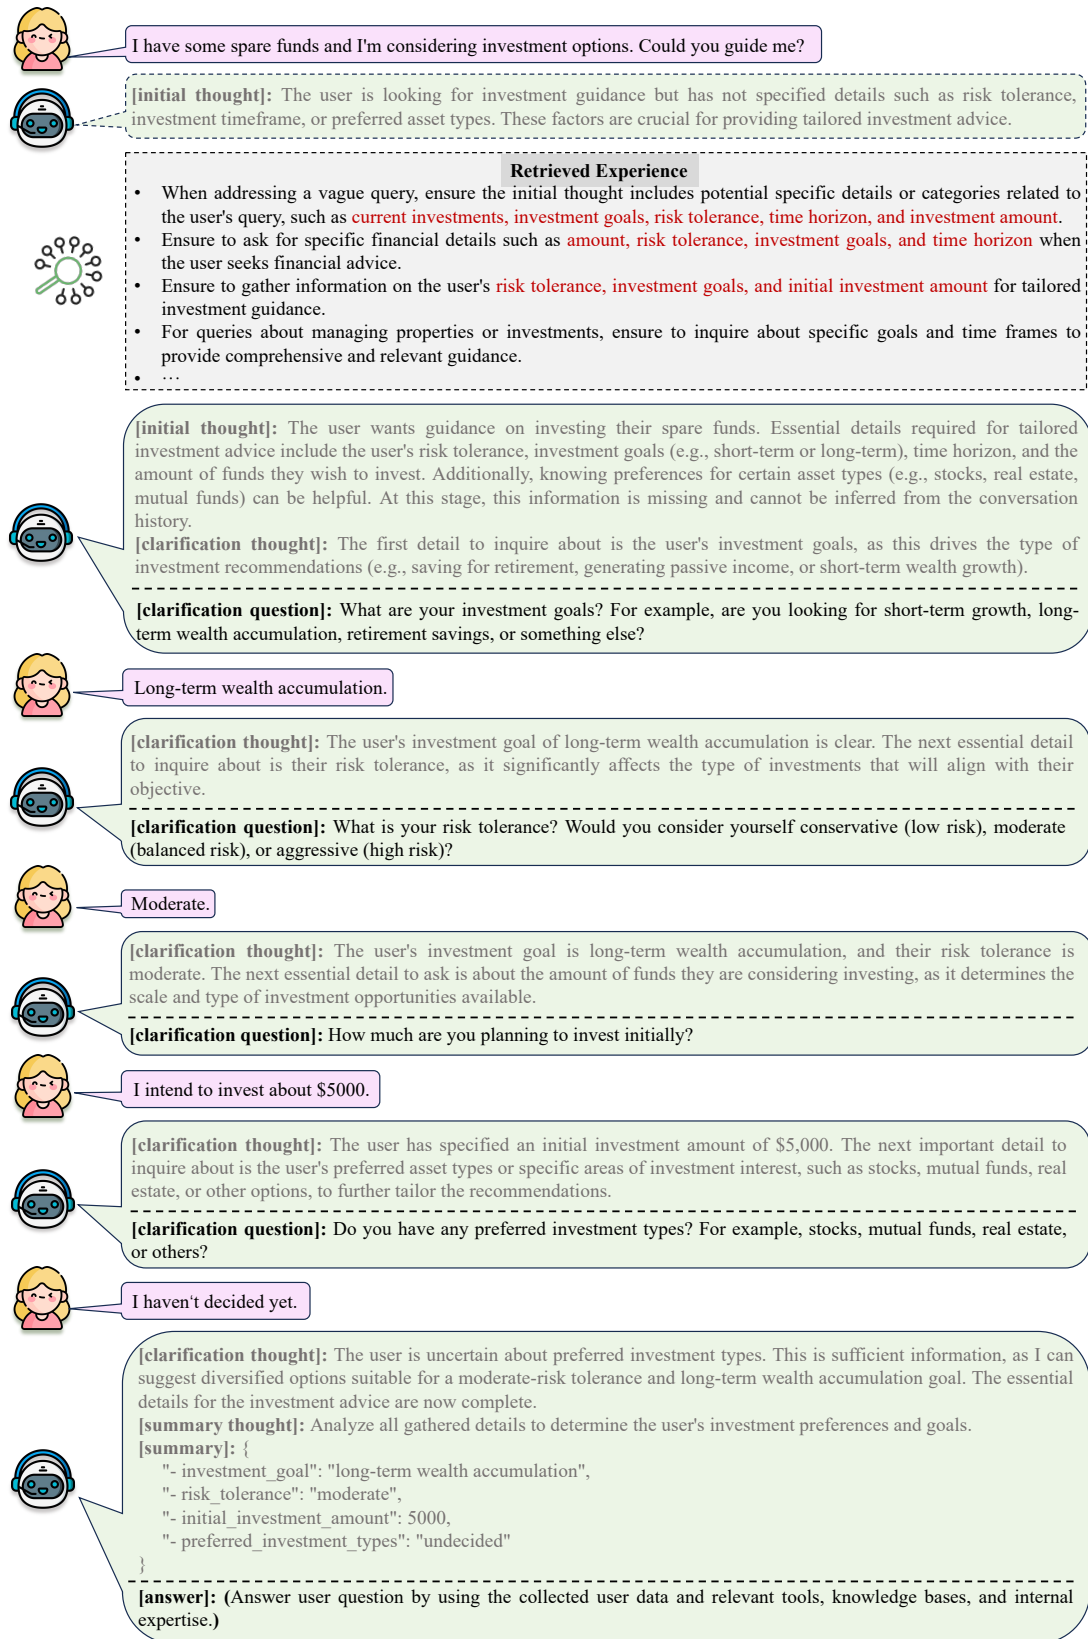 I have some spare funds and I'm considering investment options. Could you guide me?
[initial thought]: The user is looking for investment guidance but has not specified details such as risk tolerance,
investment timeframe, or preferred asset types. These factors are crucial for providing tailored investment advice.
Retrieved Experience
• When addressing a vague query, ensure the initial thought includes potential specific details or categories related to
the user's query, such as current investments, investment goals, risk tolerance, time horizon, and investment amount.
• Ensure to ask for specific financial details such as amount, risk tolerance, investment goals, and time horizon when
the user seeks financial advice.
• Ensure to gather information on the user's risk tolerance, investment goals, and initial investment amount for tailored
investment guidance.
• For queries about managing properties or investments, ensure to inquire about specific goals and time frames to
provide comprehensive and relevant guidance.
• ...
[initial thought]: The user wants guidance on investing their spare funds. Essential details required for tailored
investment advice include the user's risk tolerance, investment goals (e.g., short-term or long-term), time horizon, and the
amount of funds they wish to invest. Additionally, knowing preferences for certain asset types (e.g., stocks, real estate,
mutual funds) can be helpful. At this stage, this information is missing and cannot be inferred from the conversation
history.
[clarification thought]: The first detail to inquire about is the user's investment goals, as this drives the type of
investment recommendations (e.g., saving for retirement, generating passive income, or short-term wealth growth).
[clarification question]: What are your investment goals? For example, are you looking for short-term growth, long-
term wealth accumulation, retirement savings, or something else?
Long-term wealth accumulation.
[clarification thought]: The user's investment goal of long-term wealth accumulation is clear. The next essential detail
to inquire about is their risk tolerance, as it significantly affects the type of investments that will align with their
objective.
[clarification question]: What is your risk tolerance? Would you consider yourself conservative (low risk), moderate
(balanced risk), or aggressive (high risk)?
Moderate.
[clarification thought]: The user's investment goal is long-term wealth accumulation, and their risk tolerance is
moderate. The next essential detail to ask is about the amount of funds they are considering investing, as it determines the
scale and type of investment opportunities available.
[clarification question]: How much are you planning to invest initially?
I intend to invest about $5000.
[clarification thought]: The user has specified an initial investment amount of $5,000. The next important detail to
inquire about is the user's preferred asset types or specific areas of investment interest, such as stocks, mutual funds, real
estate, or other options, to further tailor the recommendations.
[clarification question]: Do you have any preferred investment types? For example, stocks, mutual funds, real estate,
or others?
I haven't decided yet.
[clarification thought]: The user is uncertain about preferred investment types. This is sufficient information, as I can
suggest diversified options suitable for a moderate-risk tolerance and long-term wealth accumulation goal. The essential
details for the investment advice are now complete.
[summary thought]: Analyze all gathered details to determine the user's investment preferences and goals.
[summary]: {
"- investment_goal": "long-term wealth accumulation",
"- risk_tolerance": "moderate",
"- initial_investment_amount": 5000,
"- preferred_investment_types": "undecided"
}
[answer]: (Answer user question by using the collected user data and relevant tools, knowledge bases, and internal
expertise.)